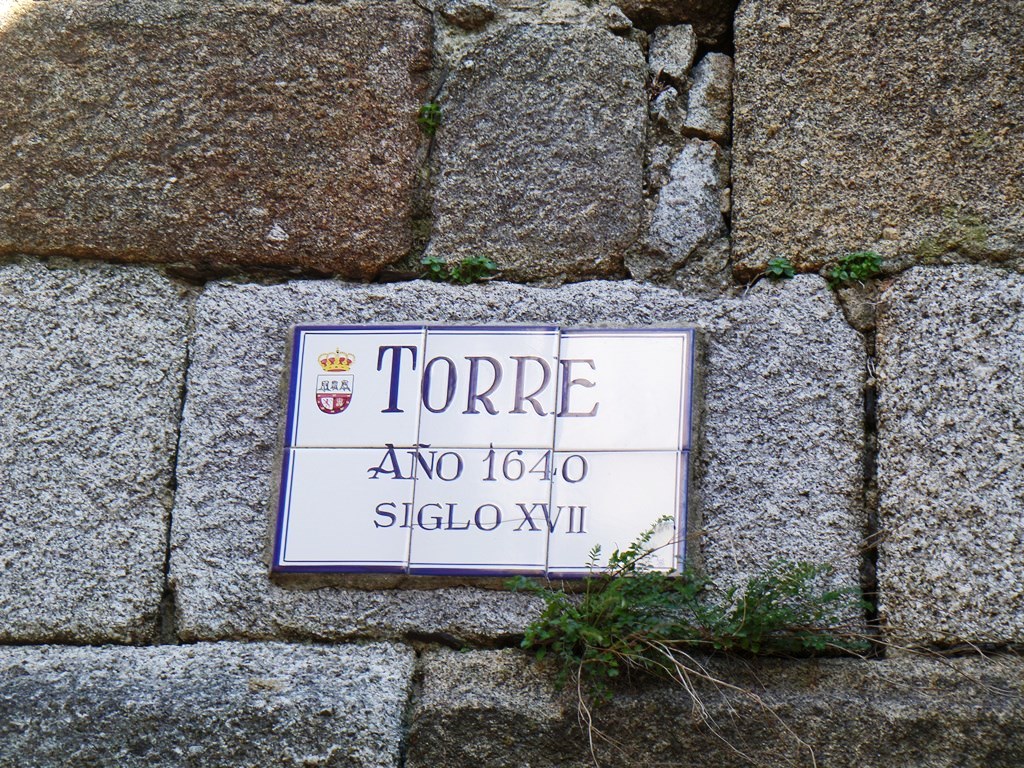 TORRE
AÑO 1640
SIGLO XVII